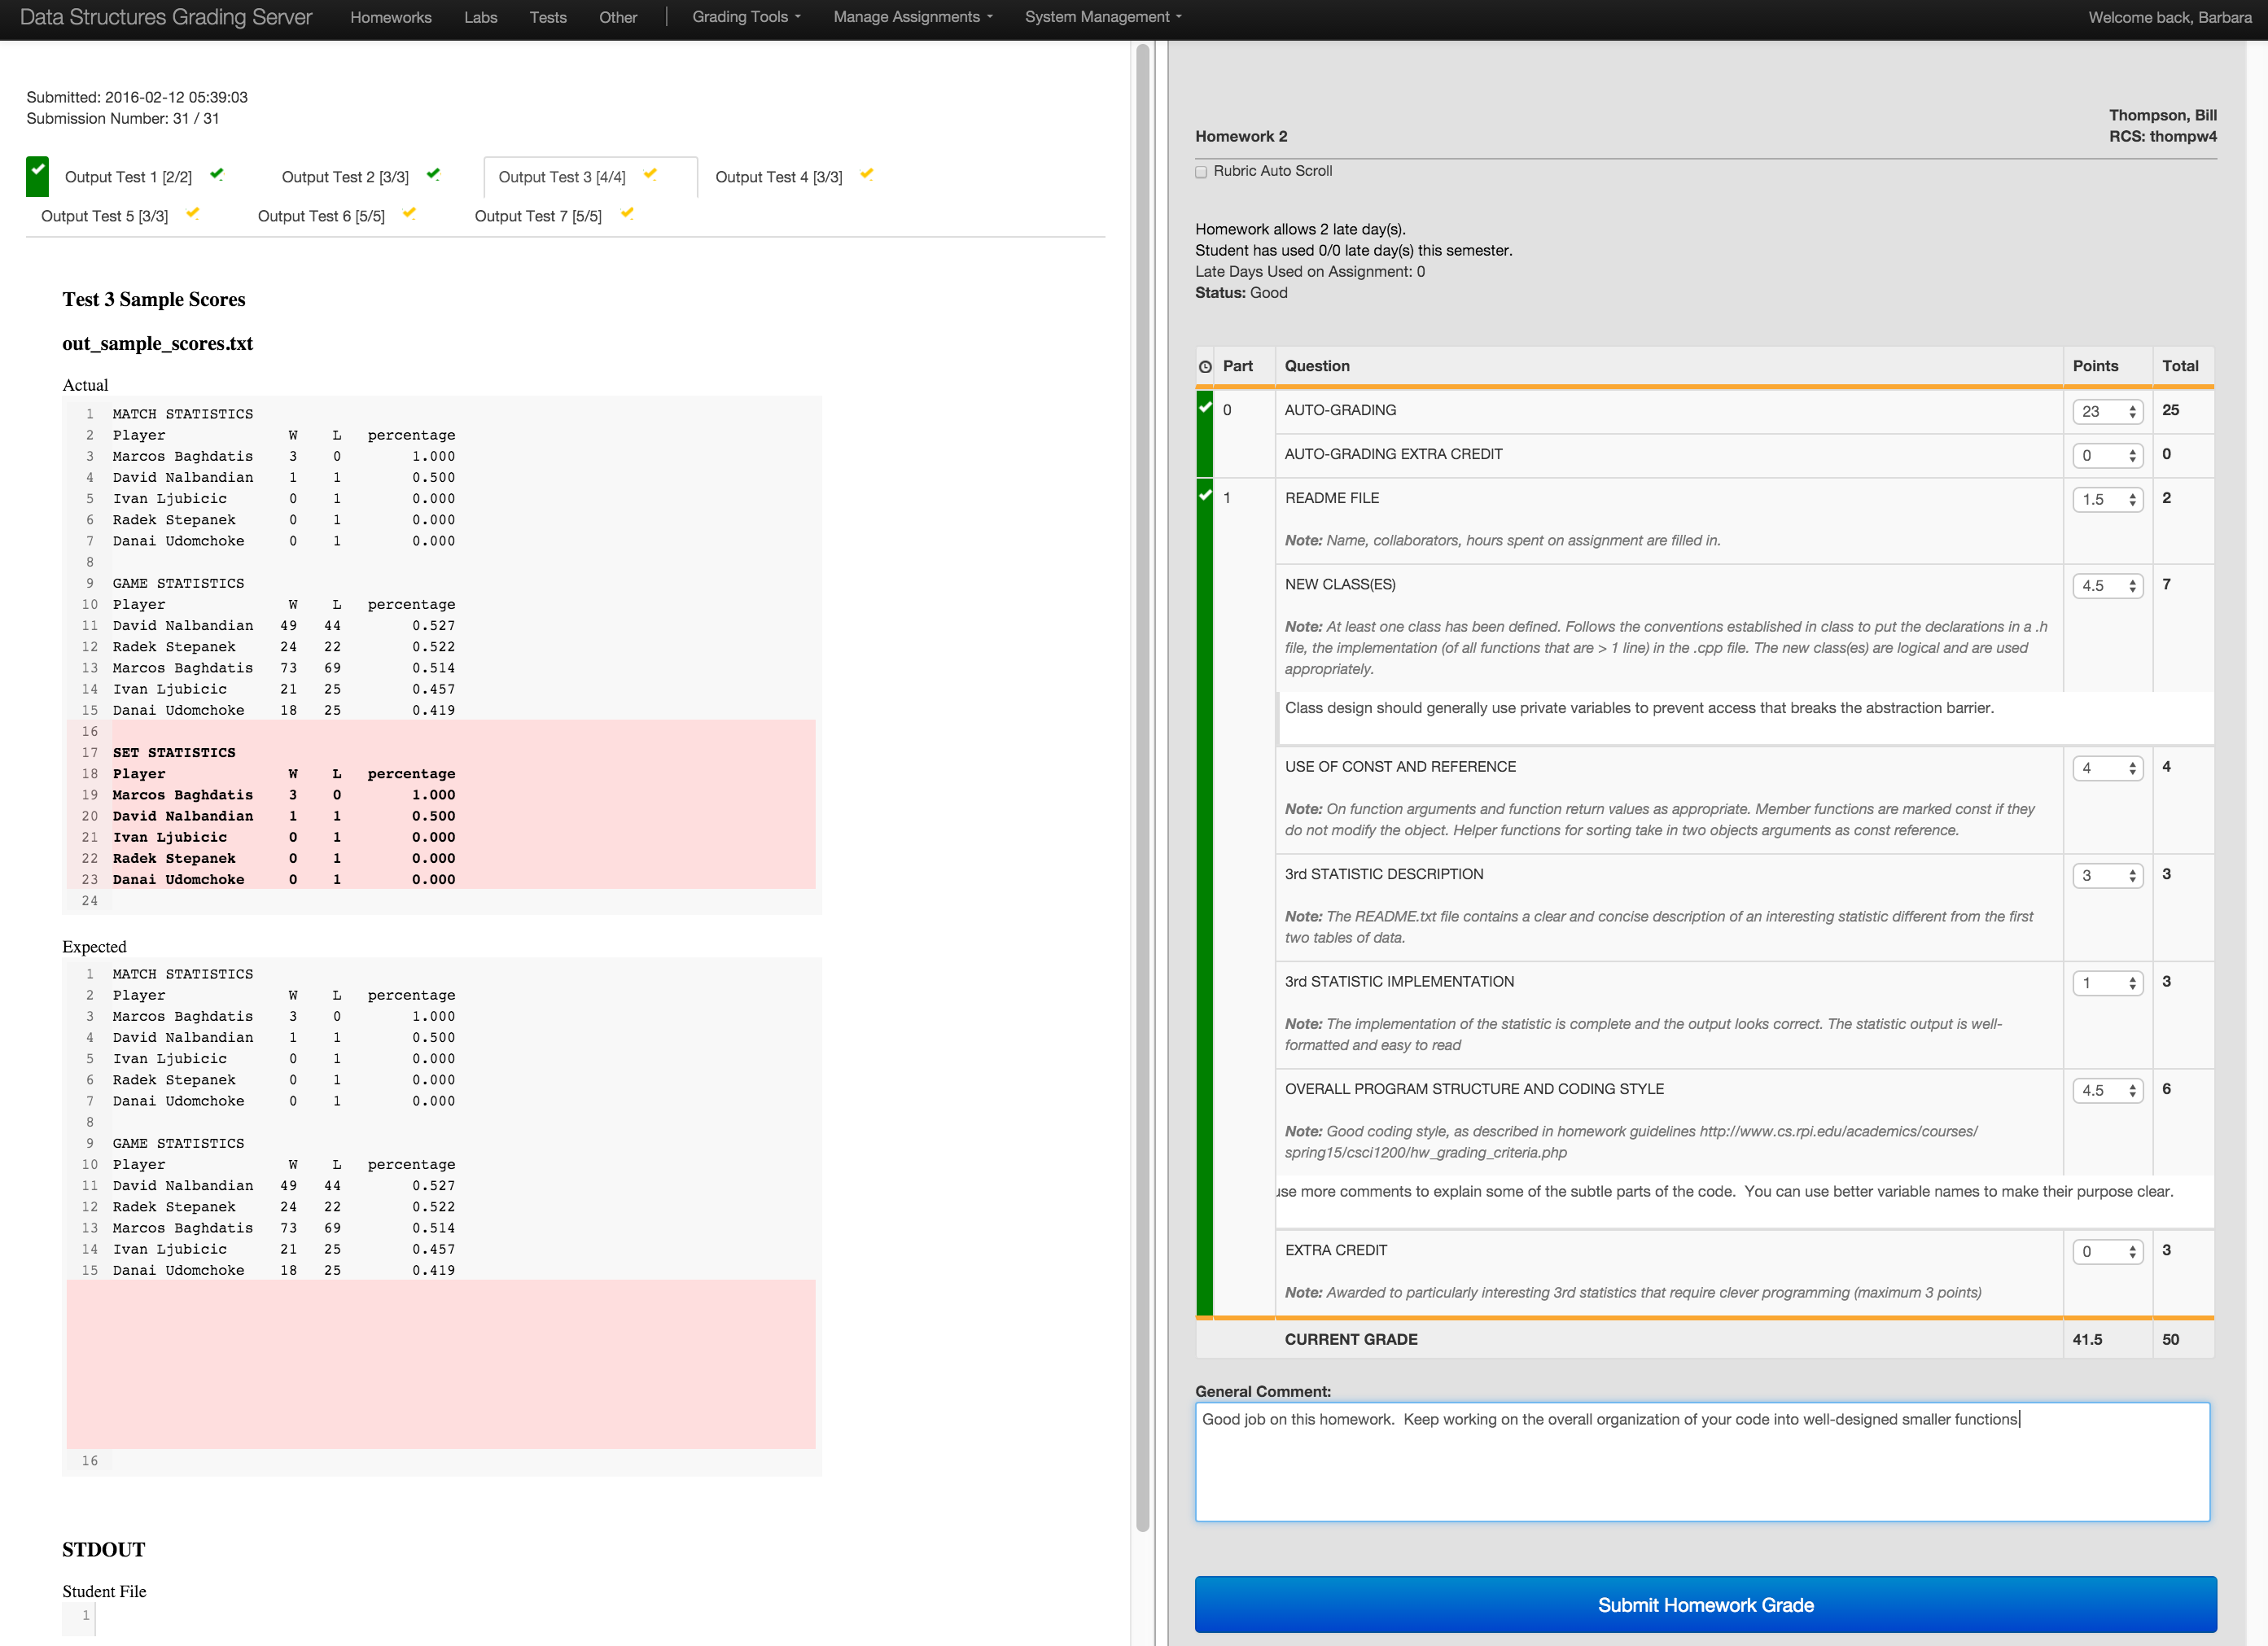 Data Structures Grading Server Homeworks Labs Tests Other Grading Tools Manage Assignments System Management Welcome back, Barbara
Submitted: 2016-02-12 05:39:03
Submission Number: 31 / 31
Output Test 1 [2/2] Output Test 2 [3/3] Output Test 3 [4/4] Output Test 4 [3/3]
Output Test 5 [3/3] Output Test 6 [5/5] Output Test 7 [5/5]
Test 3 Sample Scores
out_sample_scores.txt
Actual
1 MATCH STATISTICS
2 Player W L percentage
3 Marcos Baghdatis 3 0 1.000
4 David Nalbandian 1 1 0.500
5 Ivan Ljubicic 0 1 0.000
6 Radek Stepanek 0 1 0.000
7 Danai Udomchoke 0 1 0.000
8
9 GAME STATISTICS
10 Player W L percentage
11 David Nalbandian 49 44 0.527
12 Radek Stepanek 24 22 0.522
13 Marcos Baghdatis 73 69 0.514
14 Ivan Ljubicic 21 25 0.457
15 Danai Udomchoke 18 25 0.419
16
17 SET STATISTICS
18 Player W L percentage
19 Marcos Baghdatis 3 0 1.000
20 David Nalbandian 1 1 0.500
21 Ivan Ljubicic 0 1 0.000
22 Radek Stepanek 0 1 0.000
23 Danai Udomchoke 0 1 0.000
24
Expected
1 MATCH STATISTICS
2 Player W L percentage
3 Marcos Baghdatis 3 0 1.000
4 David Nalbandian 1 1 0.500
5 Ivan Ljubicic 0 1 0.000
6 Radek Stepanek 0 1 0.000
7 Danai Udomchoke 0 1 0.000
8
9 GAME STATISTICS
10 Player W L percentage
11 David Nalbandian 49 44 0.527
12 Radek Stepanek 24 22 0.522
13 Marcos Baghdatis 73 69 0.514
14 Ivan Ljubicic 21 25 0.457
15 Danai Udomchoke 18 25 0.419
16
STDOUT
Student File
1
Thompson, Bill
Homework 2 RCS: thompw4
Rubric Auto Scroll
Homework allows 2 late day(s).
Student has used 0/0 late day(s) this semester.
Late Days Used on Assignment: 0
Status: Good
Part Question Points Total
0 AUTO-GRADING 23 25
AUTO-GRADING EXTRA CREDIT 0 0
1 README FILE 1.5 2
Note: Name, collaborators, hours spent on assignment are filled in.
NEW CLASS(ES) 4.5 7
Note: At least one class has been defined. Follows the conventions established in class to put the declarations in a .h
file, the implementation (of all functions that are > 1 line) in the .cpp file. The new class(es) are logical and are used
appropriately.
Class design should generally use private variables to prevent access that breaks the abstraction barrier.
USE OF CONST AND REFERENCE 4 4
Note: On function arguments and function return values as appropriate. Member functions are marked const if they
do not modify the object. Helper functions for sorting take in two objects arguments as const reference.
3rd STATISTIC DESCRIPTION 3 3
Note: The README.txt file contains a clear and concise description of an interesting statistic different from the first
two tables of data.
3rd STATISTIC IMPLEMENTATION 1 3
Note: The implementation of the statistic is complete and the output looks correct. The statistic output is well-
formatted and easy to read
OVERALL PROGRAM STRUCTURE AND CODING STYLE 4.5 6
Note: Good coding style, as described in homework guidelines http://www.cs.rpi.edu/academics/courses/
spring15/csci1200/hw_grading_criteria.php
use more comments to explain some of the subtle parts of the code. You can use better variable names to make their purpose clear.
EXTRA CREDIT 0 3
Note: Awarded to particularly interesting 3rd statistics that require clever programming (maximum 3 points)
CURRENT GRADE 41.5 50
General Comment:
Good job on this homework. Keep working on the overall organization of your code into well-designed smaller functions
Submit Homework Grade